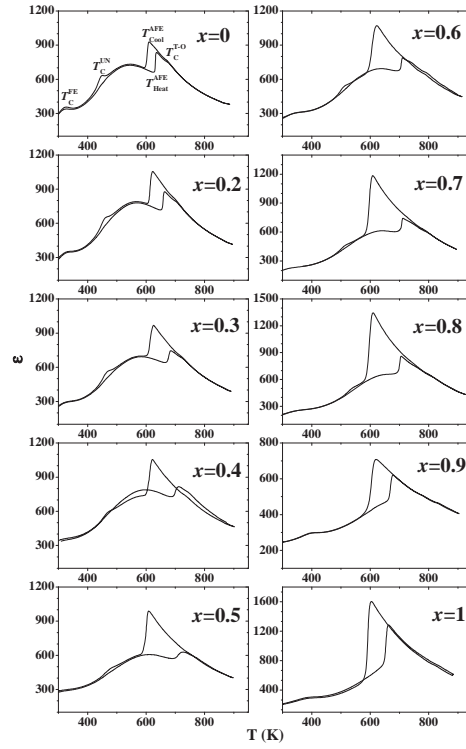 1200
900
600
300
x=0
T_C^FE
T_C^UN
T_Cool^AFE
T_Heat^AFE
T_C^T-O
400 600 800
1200
900
600
300
x=0.6
400 600 800
1200
900
600
300
x=0.2
400 600 800
1200
900
600
300
x=0.7
400 600 800
1200
900
600
300
x=0.3
400 600 800
1500
1200
900
600
300
x=0.8
400 600 800
1200
900
600
300
x=0.4
400 600 800
800
600
400
200
x=0.9
400 600 800
1200
900
600
300
x=0.5
400 600 800
1600
1200
800
400
x=1
400 600 800
ε
T (K)